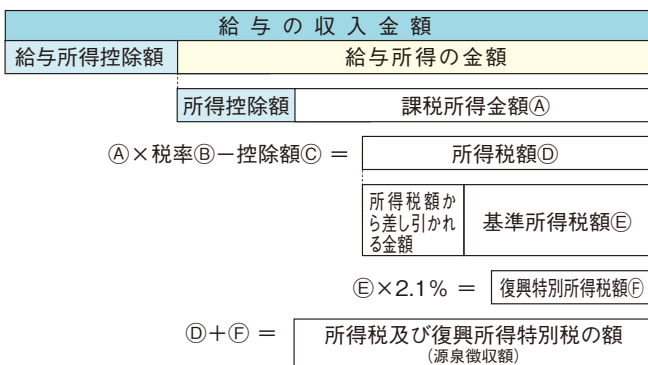 給与の収入金額
給与所得控除額 給与所得の金額
所得控除額 課税所得金額Ⓐ
Ⓐ×税率Ⓑ－控除額Ⓒ ＝ 所得税額Ⓓ
所得税額か
ら差し引かれ
る金額
基準所得税額Ⓔ
Ⓔ×2.1% ＝ 復興特別所得税額Ⓕ
Ⓓ＋Ⓕ ＝ 所得税及び復興所得特別税の額
(源泉徴収額)